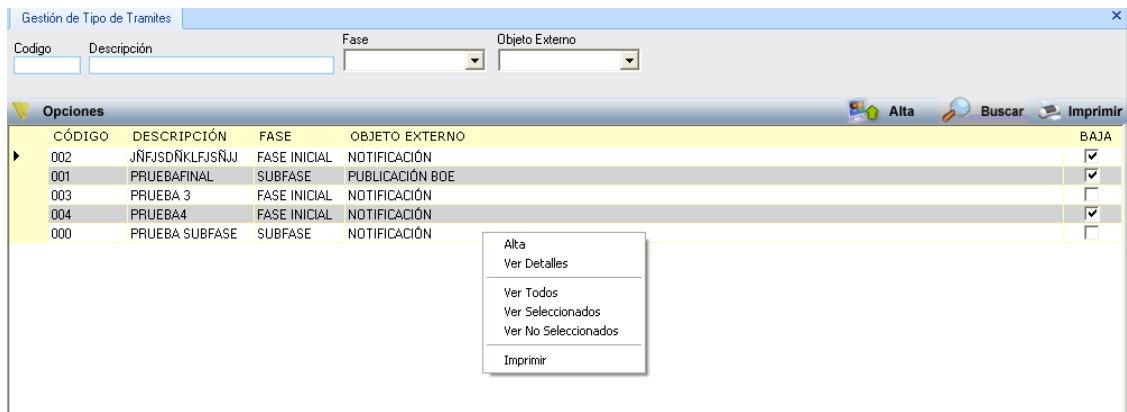 Gestión de Tipo de Tramites
Codigo Descripción Fase Objeto Externo
Opciones Alta Buscar Imprimir
CÓDIGO DESCRIPCIÓN FASE OBJETO EXTERNO BAJA
002 JÑFJSDÑKLFJSÑJJ FASE INICIAL NOTIFICACIÓN
001 PRUEBAFINAL SUBFASE PUBLICACIÓN BOE
003 PRUEBA 3 FASE INICIAL NOTIFICACIÓN
004 PRUEBA4 FASE INICIAL NOTIFICACIÓN
000 PRUEBA SUBFASE SUBFASE NOTIFICACIÓN
Alta
Ver Detalles
Ver Todos
Ver Seleccionados
Ver No Seleccionados
Imprimir